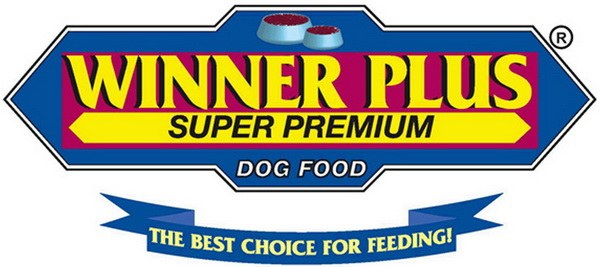 ®
WINNER PLUS
SUPER PREMIUM
DOG FOOD
THE BEST CHOICE FOR FEEDING!